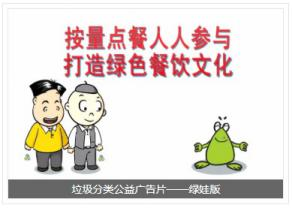 按量点餐人人参与
打造绿色餐饮文化
垃圾分类公益广告片——绿娃版